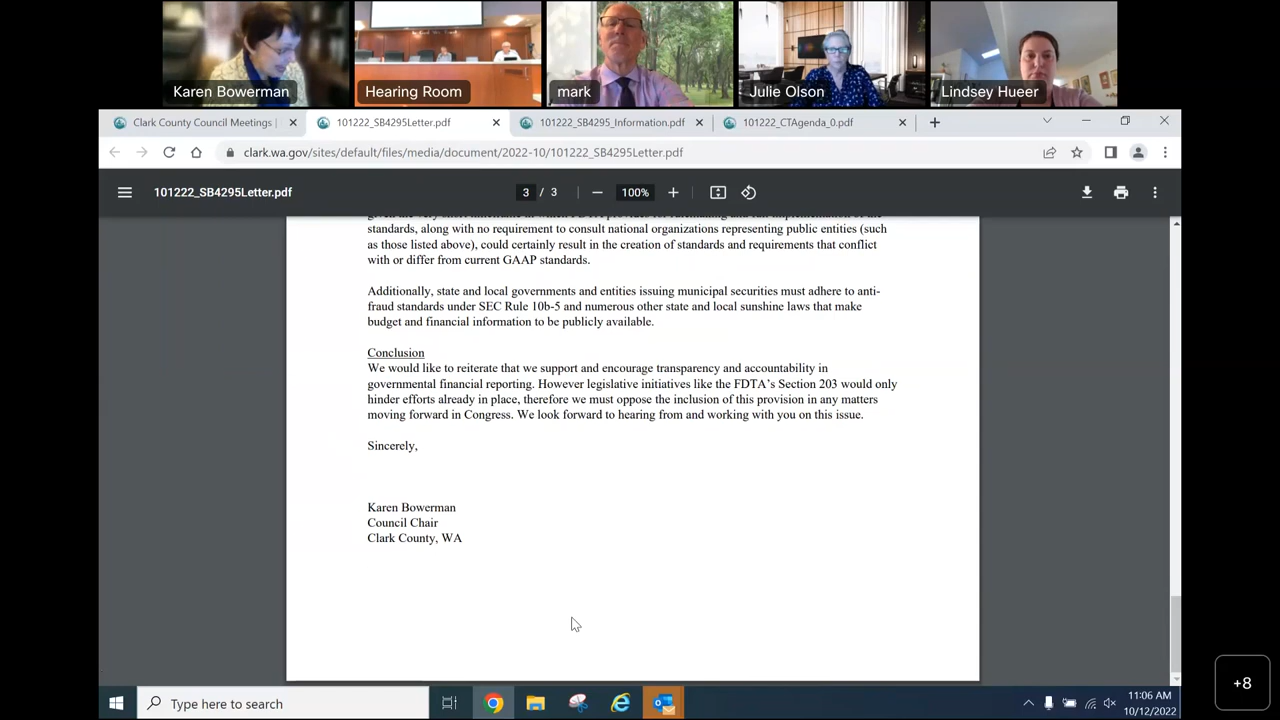 Karen Bowerman
Hearing Room
mark
Julie Olson
Lindsey Hueer
Clark County Council Meetings |
101222_SB4295Letter.pdf
101222_SB4295_Information.pdf
101222_CTAgenda_0.pdf
clark.wa.gov/sites/default/files/media/document/2022-10/101222_SB4295Letter.pdf
101222_SB4295Letter.pdf
3 / 3
100%
standards, along with no requirement to consult national organizations representing public entities (such
as those listed above), could certainly result in the creation of standards and requirements that conflict
with or differ from current GAAP standards.
Additionally, state and local governments and entities issuing municipal securities must adhere to anti-
fraud standards under SEC Rule 10b-5 and numerous other state and local sunshine laws that make
budget and financial information to be publicly available.
Conclusion
We would like to reiterate that we support and encourage transparency and accountability in
governmental financial reporting. However legislative initiatives like the FDTA's Section 203 would only
hinder efforts already in place, therefore we must oppose the inclusion of this provision in any matters
moving forward in Congress. We look forward to hearing from and working with you on this issue.
Sincerely,
Karen Bowerman
Council Chair
Clark County, WA
+8
Type here to search
11:06 AM
10/12/2022